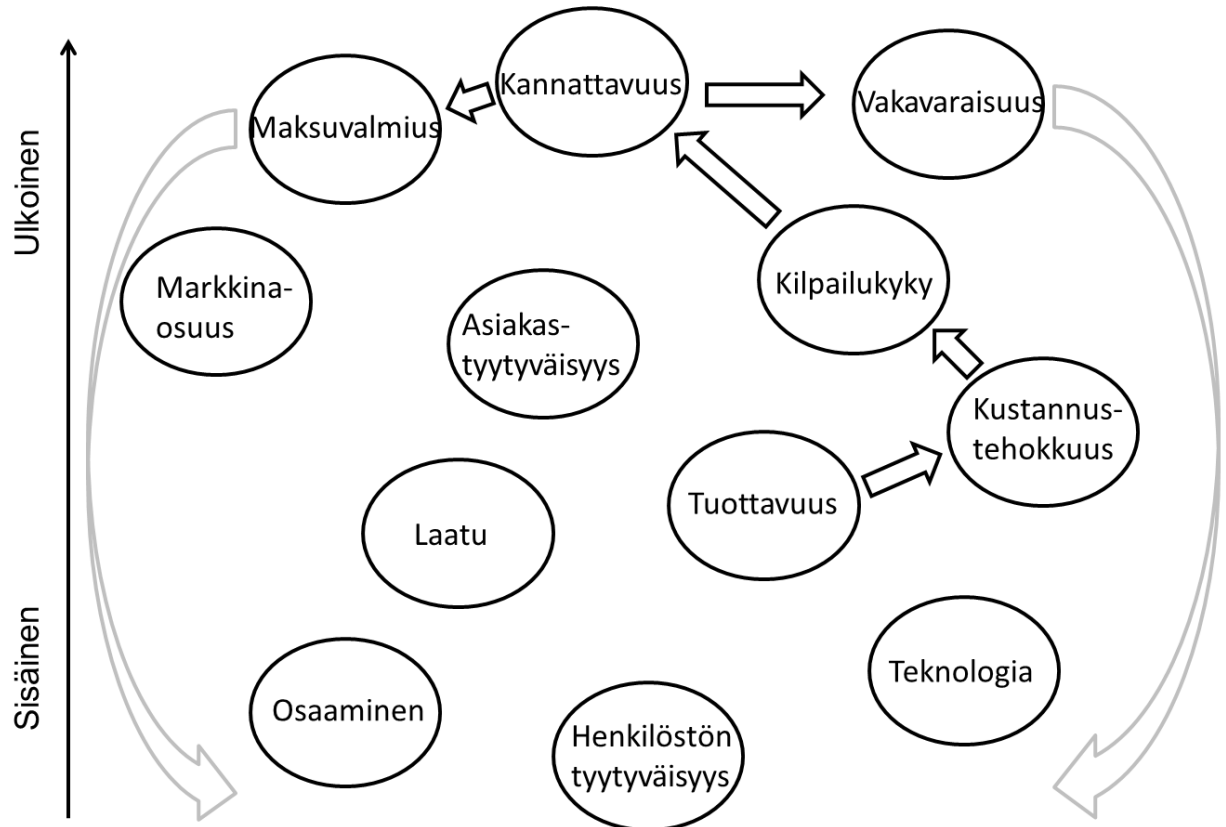 Kannattavuus
Vakavaraisuus
Maksuvalmius
Ulkoinen
Kilpailukyky
Markkina-
osuus
Asiakas-
tyytyväisyys
Kustannus-
tehokkuus
Tuottavuus
Laatu
Sisäinen
Teknologia
Osaaminen
Henkilöstön
tyytyväisyys